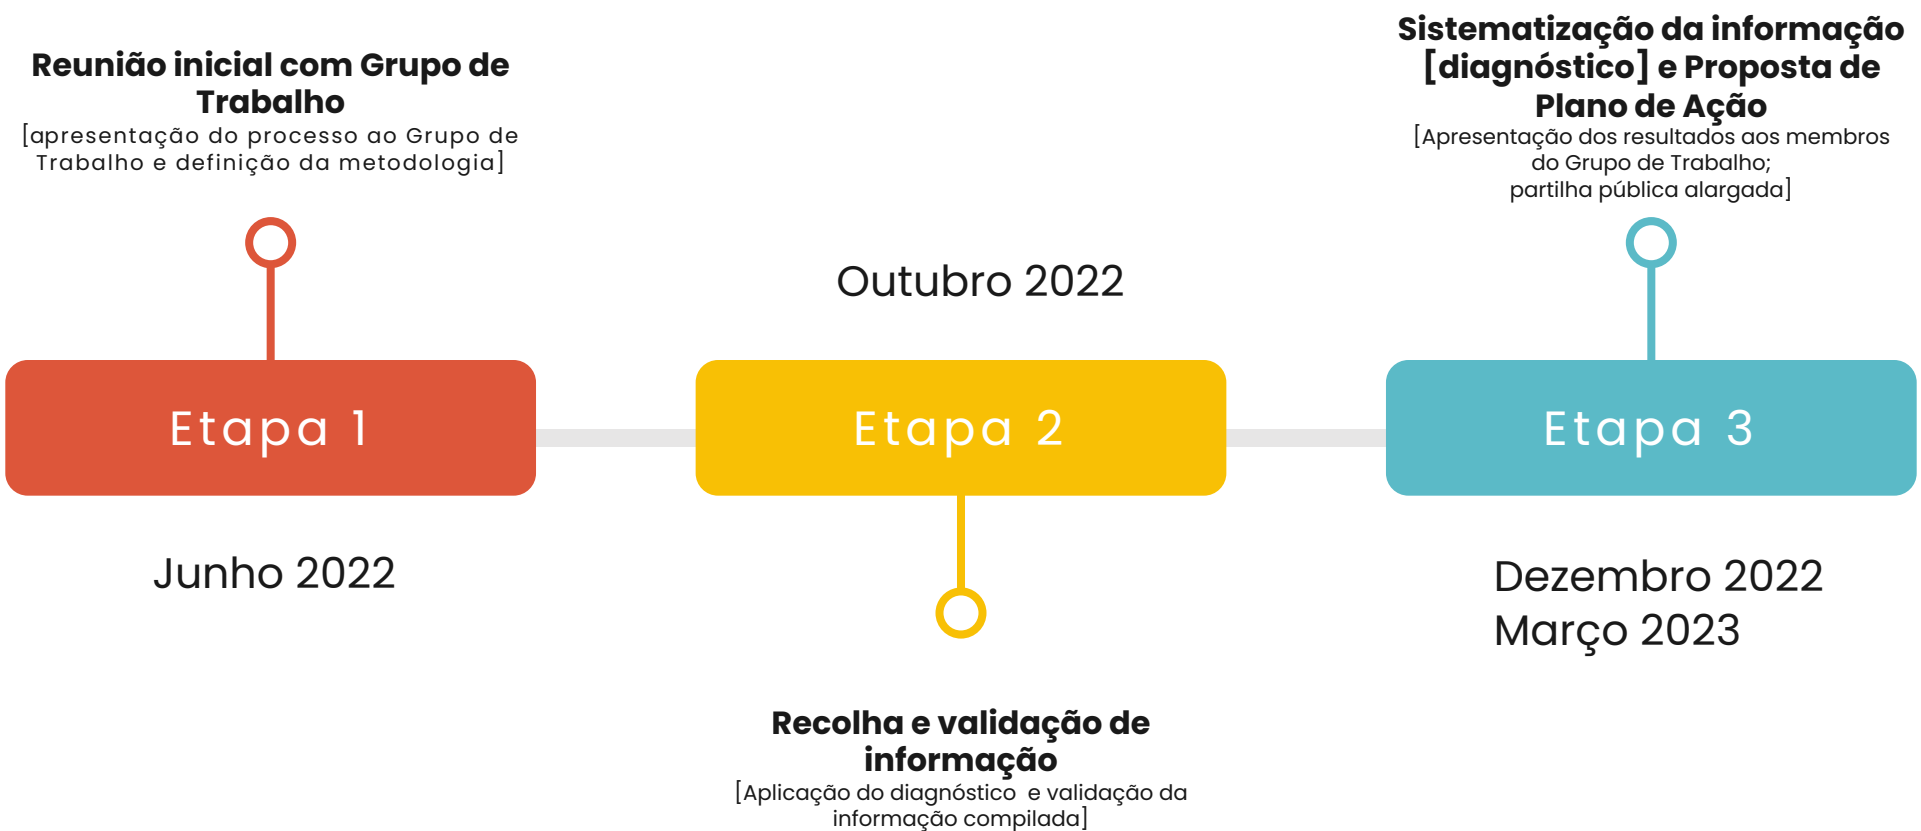 Reunião inicial com Grupo de
Trabalho
[apresentação do processo ao Grupo de
Trabalho e definição da metodologia]
Etapa 1
Junho 2022
Outubro 2022
Etapa 2
Recolha e validação de
informação
[Aplicação do diagnóstico e validação da
informação compilada]
Sistematização da informação
[diagnóstico] e Proposta de
Plano de Ação
[Apresentação dos resultados aos membros
do Grupo de Trabalho;
partilha pública alargada]
Etapa 3
Dezembro 2022
Março 2023